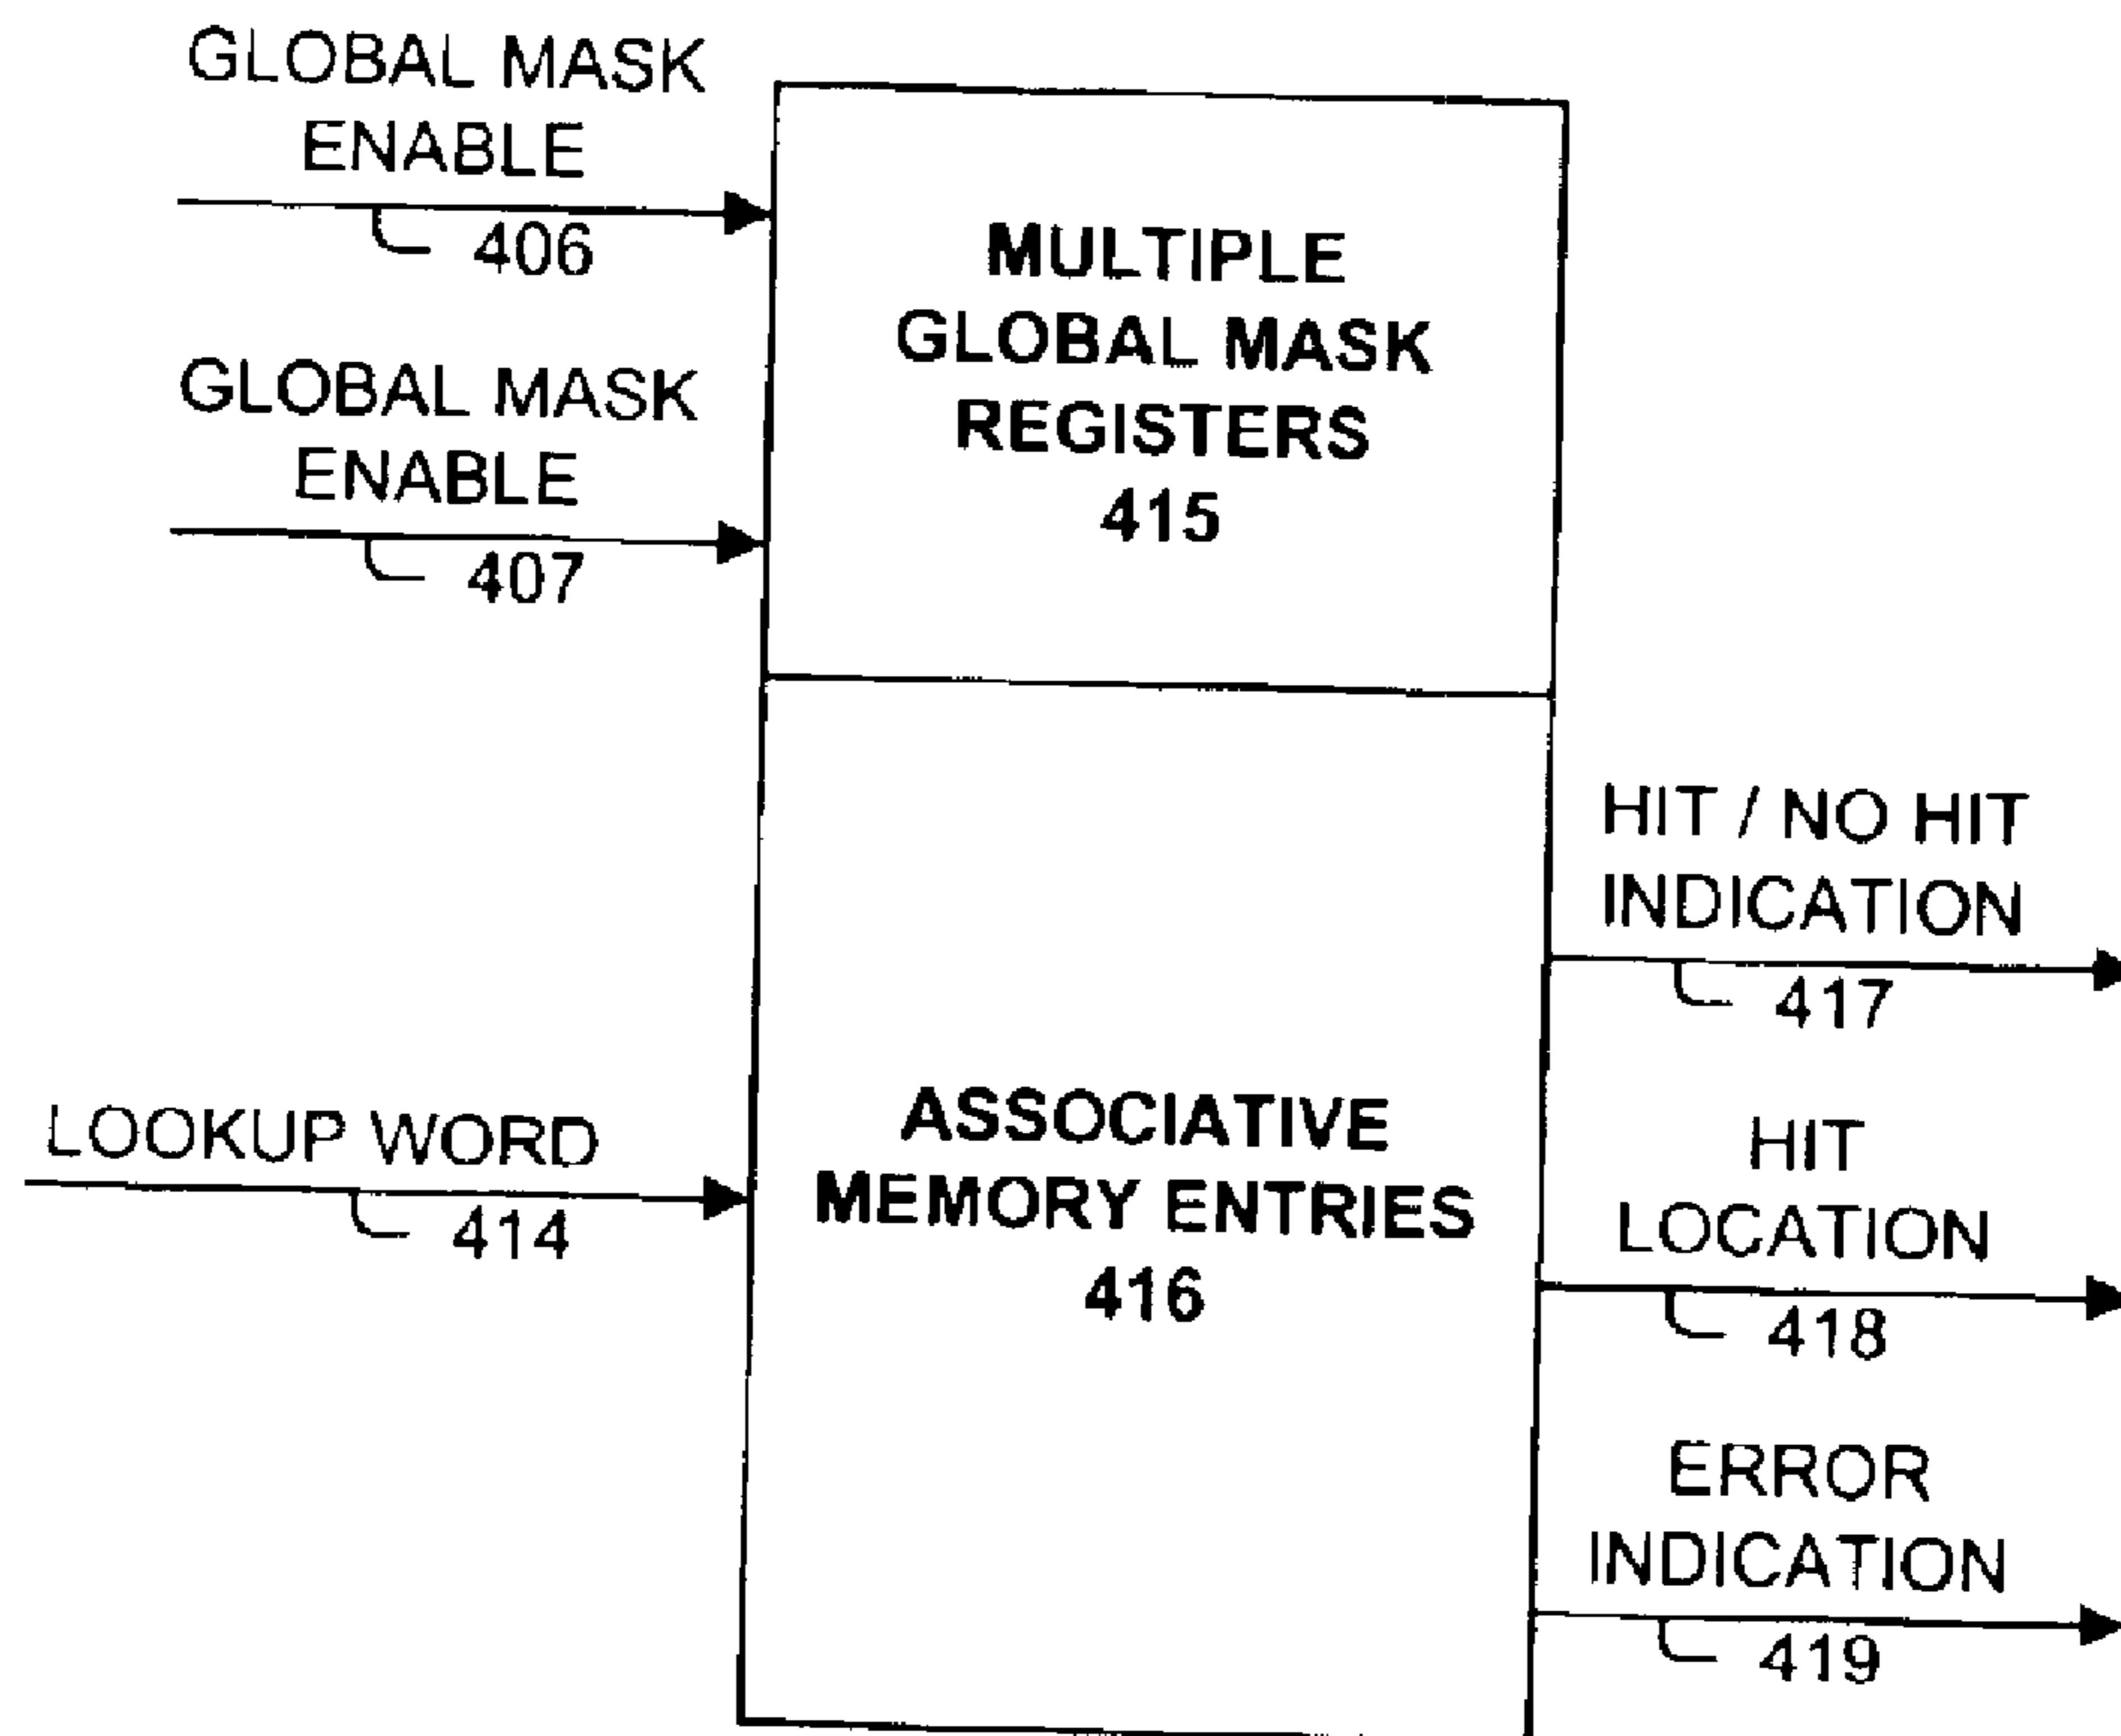 GLOBAL MASK
ENABLE
406
GLOBAL MASK
ENABLE
407
MULTIPLE
GLOBAL MASK
REGISTERS
415
LOOKUP WORD
414
ASSOCIATIVE
MEMORY ENTRIES
416
HIT / NO HIT
INDICATION
417
HIT
LOCATION
418
ERROR
INDICATION
419